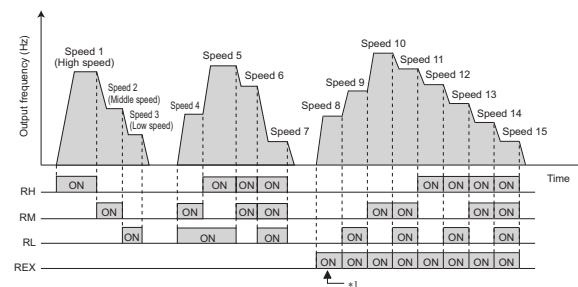 Output frequency (Hz)
Speed 1
(High speed)
Speed 2
(Middle speed)
Speed 3
(Low speed)
Speed 4
Speed 5
Speed 6
Speed 7
Speed 8
Speed 9
Speed 10
Speed 11
Speed 12
Speed 13
Speed 14
Speed 15
Time
RH ON ON ON ON ON ON ON ON
RM ON ON ON ON ON ON ON ON
RL ON ON ON ON ON ON ON
REX ON ON ON ON ON ON ON ON
*1